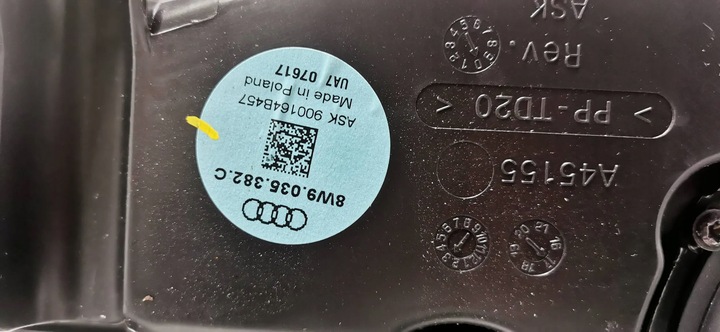 8W9.035.382.C
ASK 900164B457
Made in Poland
UA7 07617
A45155
> PP-TD20 <
Rev.
ASK